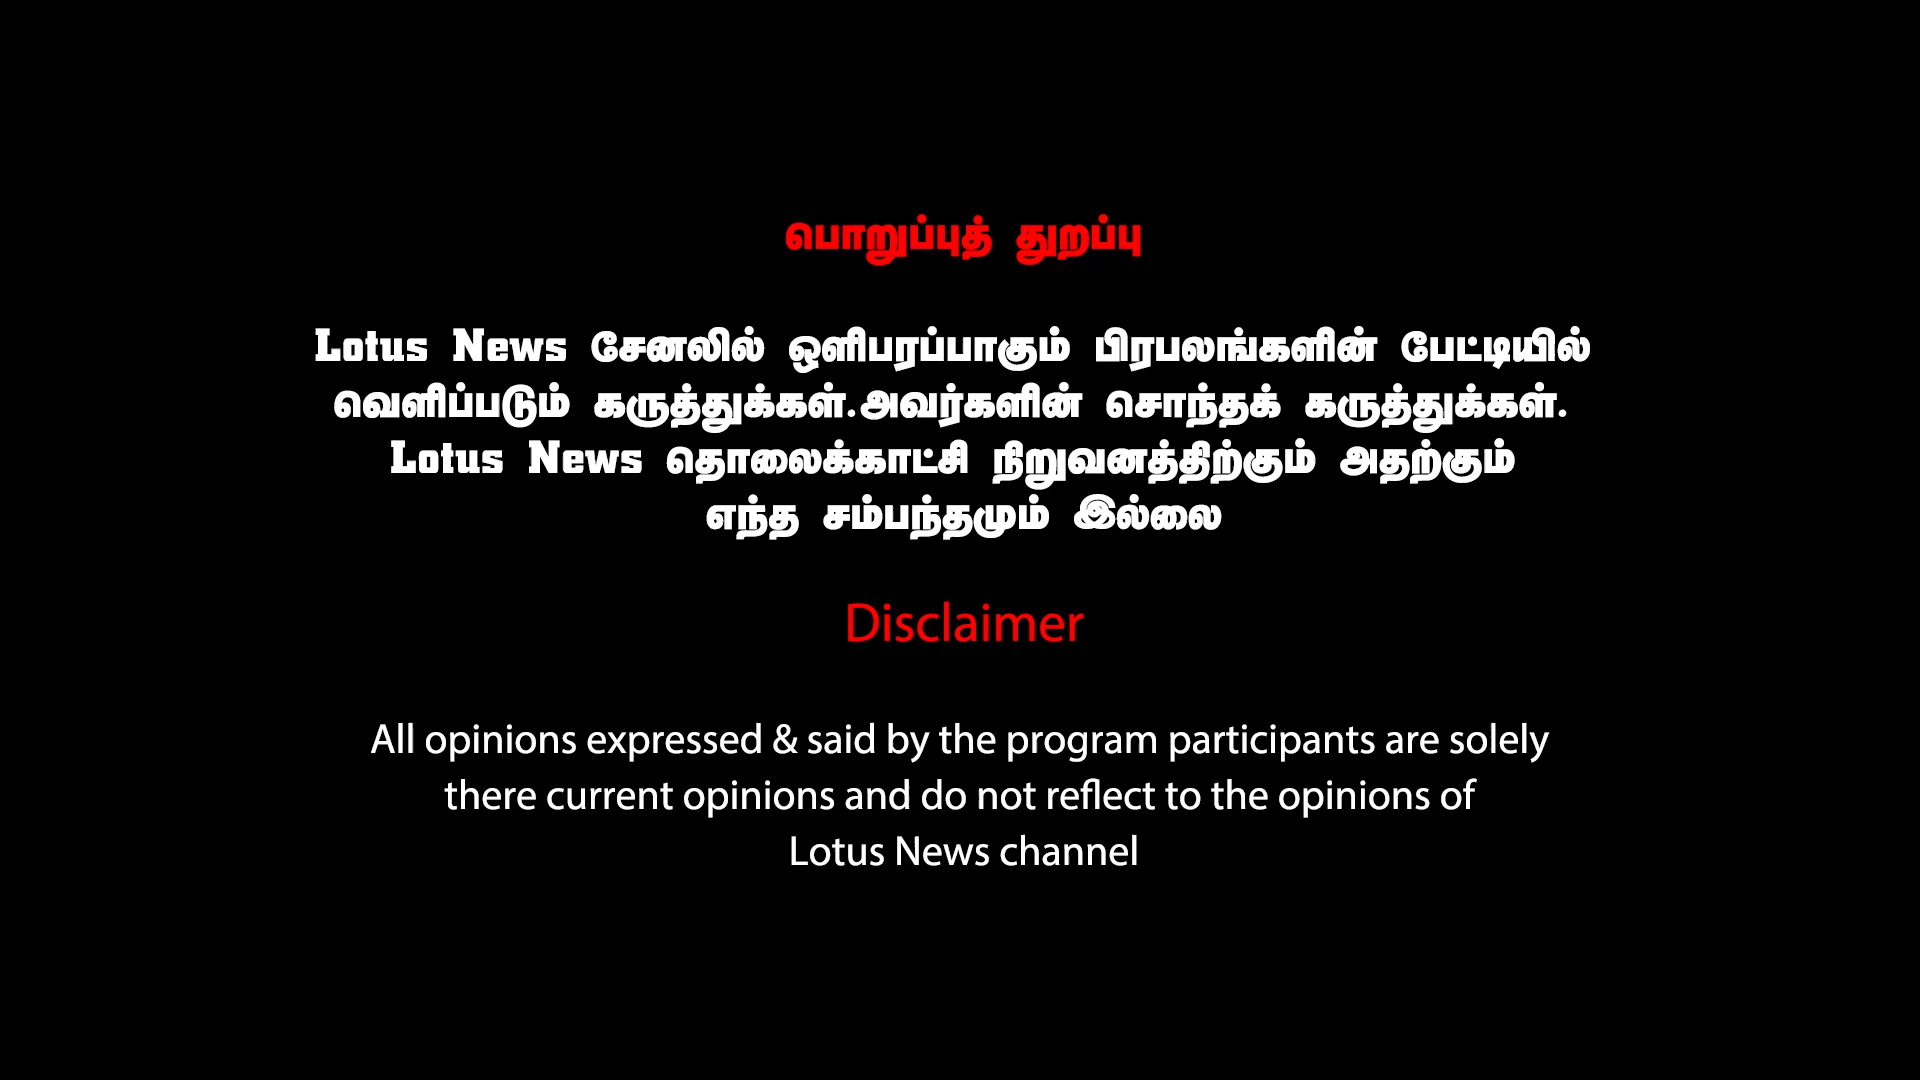 பொறுப்புத் துறப்பு
Lotus News சேனலில் ஒளிபரப்பாகும் பிரபலங்களின் பேட்டியில்
வெளிப்படும் கருத்துக்கள்.அவர்களின் சொந்தக் கருத்துக்கள்.
Lotus News தொலைக்காட்சி நிறுவனத்திற்கும் அதற்கும்
எந்த சம்பந்தமும் இல்லை
Disclaimer
All opinions expressed & said by the program participants are solely
there current opinions and do not reflect to the opinions of
Lotus News channel